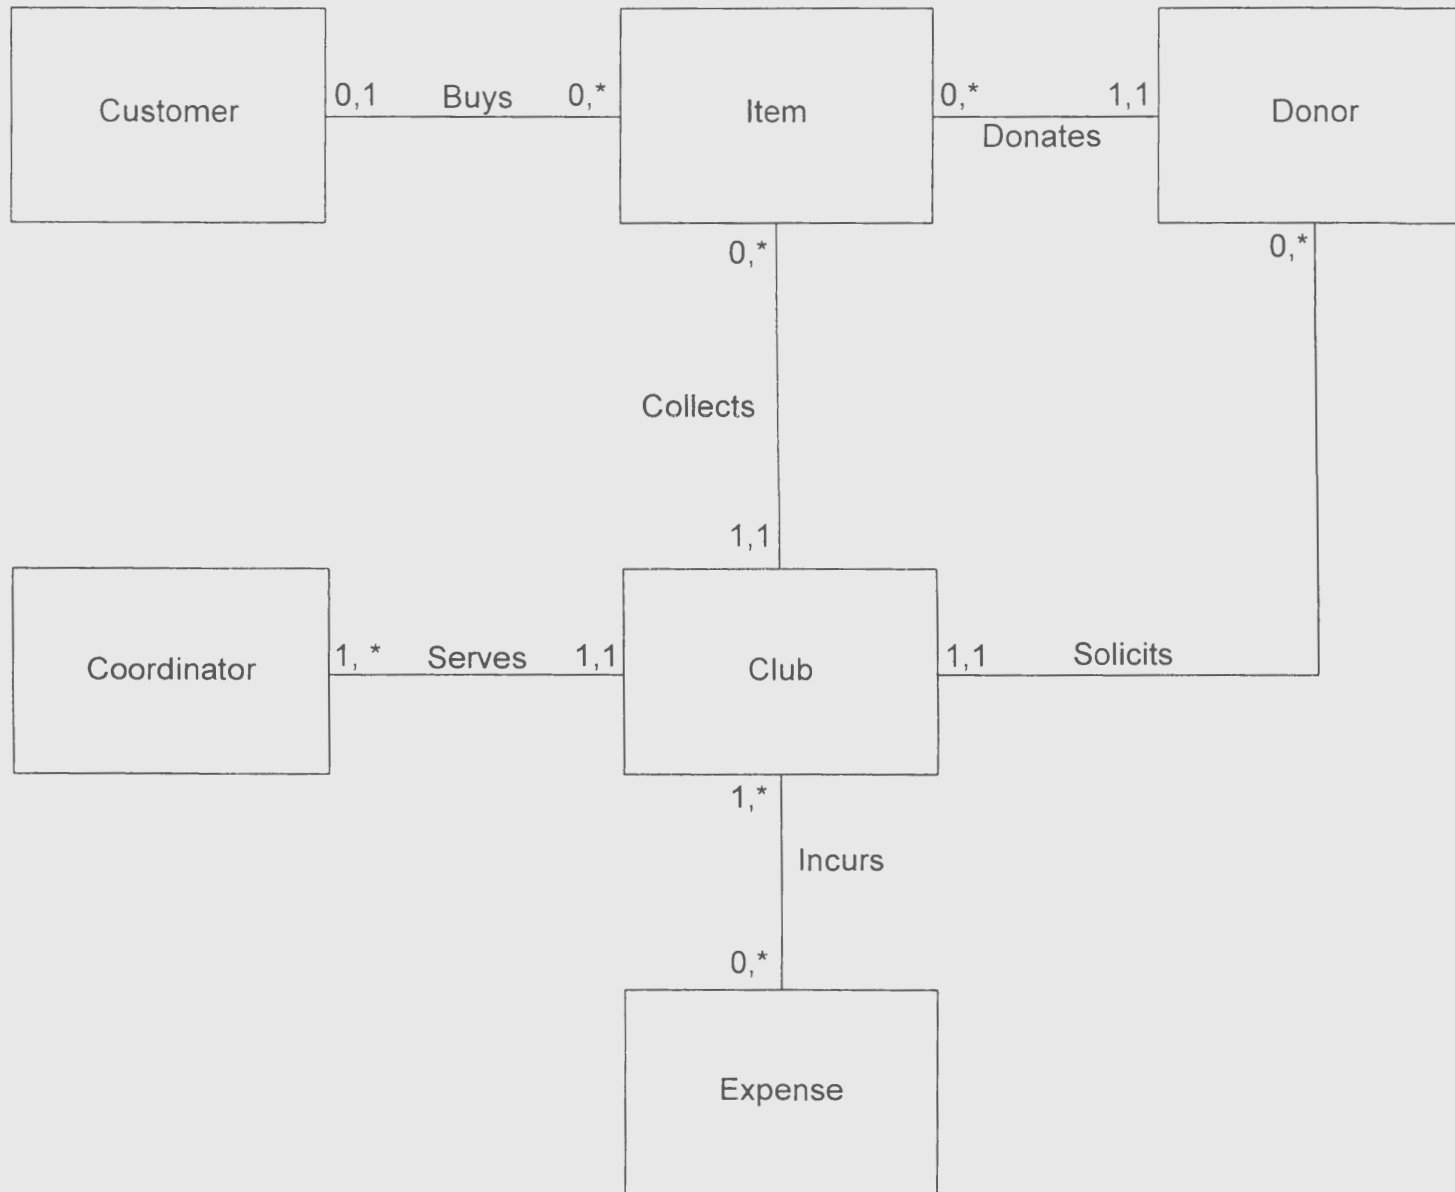 Customer
0,1
Buys
0,*
Item
0,*
Donates
1,1
Donor
0,*
Collects
1,1
0,*
Coordinator
1, *
Serves
1,1
Club
1,1
Solicits
1,*
Incurs
0,*
Expense